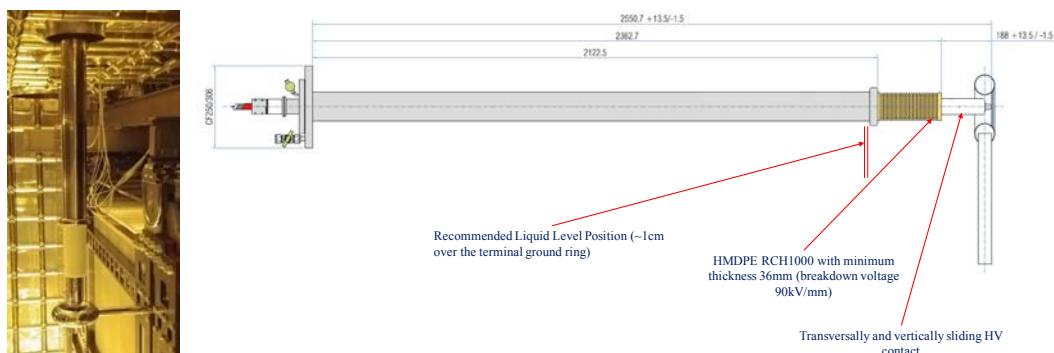 2550.7 +13.5/-1.5
2362.7
188 +13.5 / -1.5
2122.5
CF250/306
Recommended Liquid Level Position (~1cm
over the terminal ground ring)
HMDPE RCH1000 with minimum
thickness 36mm (breakdown voltage
90kV/mm)
Transversally and vertically sliding HV
contact